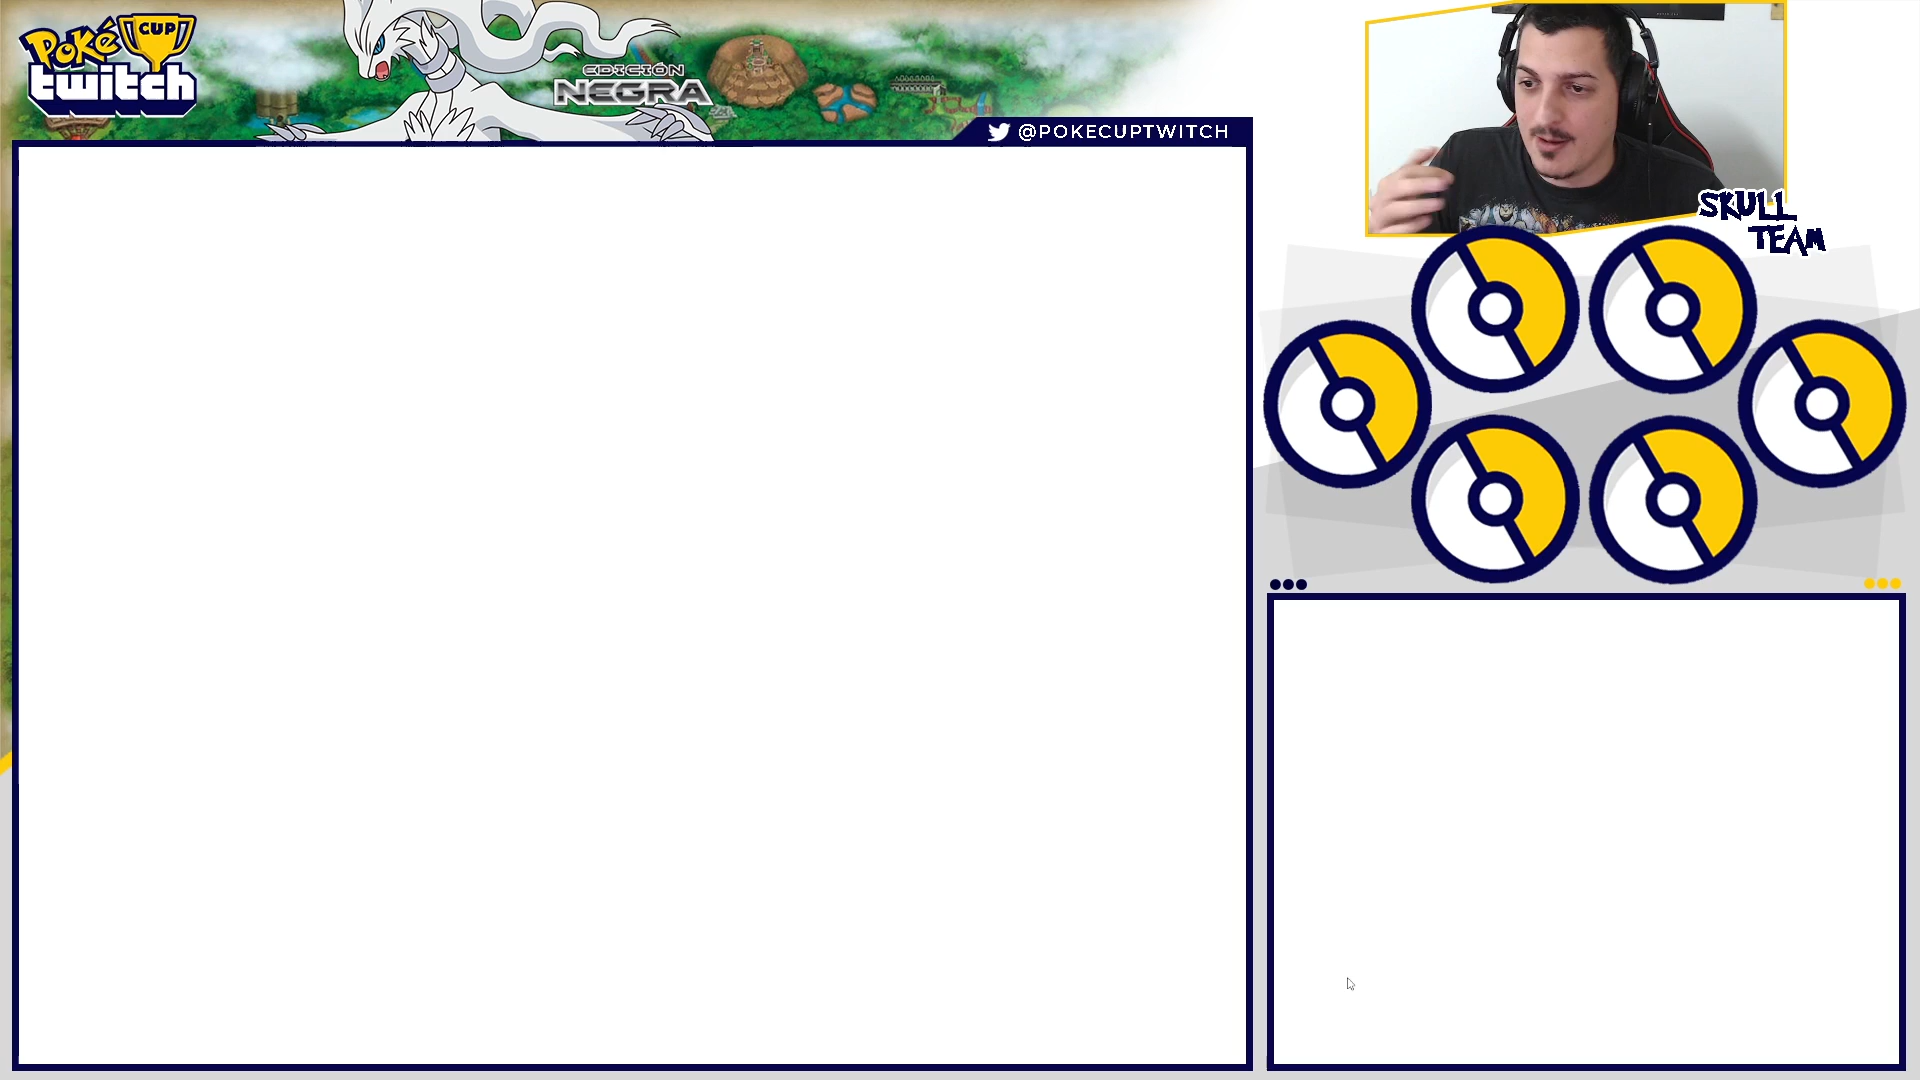 Poké
CUP
twitch
EDICIÓN
NEGRA
@POKECUPTWITCH
SKULL
TEAM